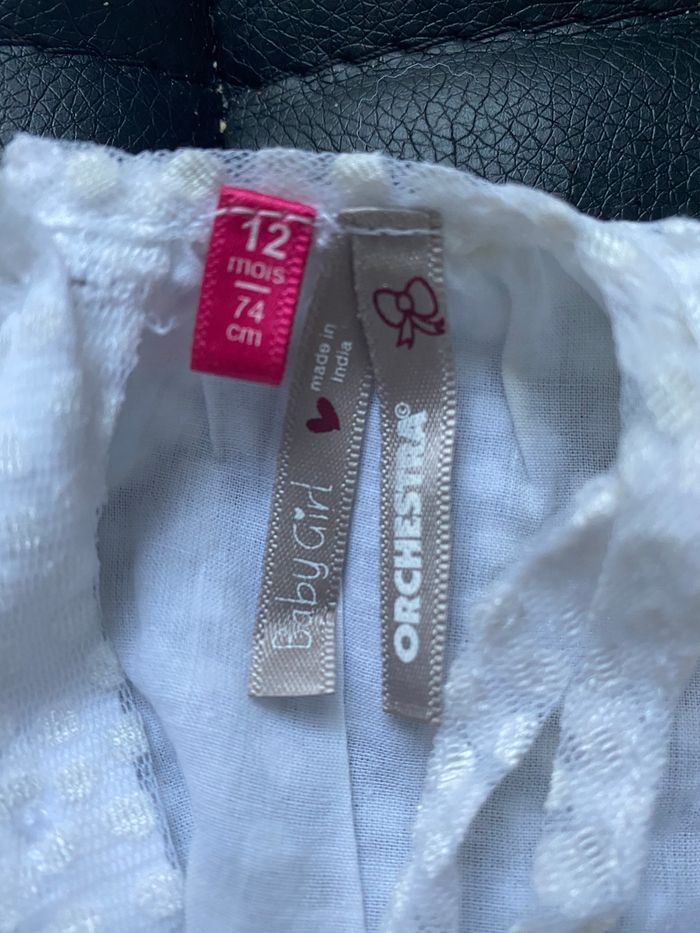 12
mois
74
cm
made in
India
Baby Girl
ORCHESTRA©